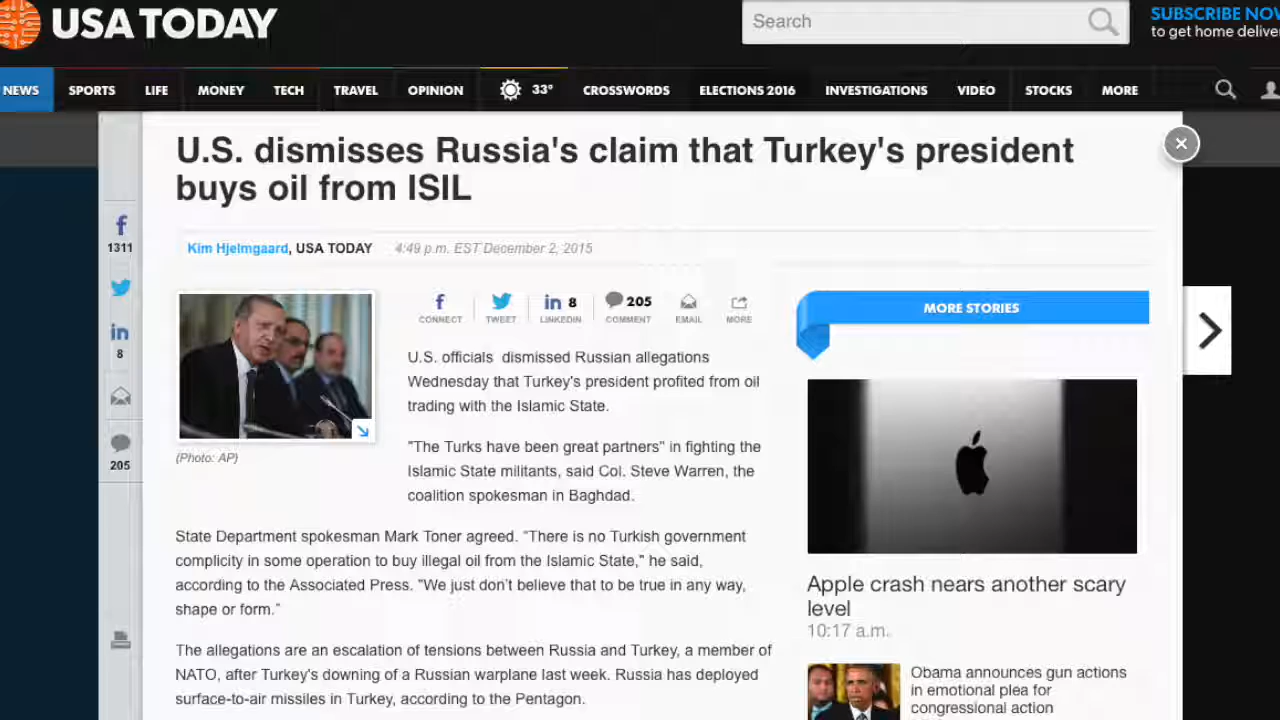 USA TODAY
Search
SUBSCRIBE NOW
to get home deliver
NEWS SPORTS LIFE MONEY TECH TRAVEL OPINION 33° CROSSWORDS ELECTIONS 2016 INVESTIGATIONS VIDEO STOCKS MORE
U.S. dismisses Russia's claim that Turkey's president
buys oil from ISIL
Kim Hjelmgaard, USA TODAY 4:49 p.m. EST December 2, 2015
1311
8
205
CONNECT
TWEET
8
LINKEDIN
205
COMMENT
EMAIL
MORE
(Photo: AP)
U.S. officials dismissed Russian allegations
Wednesday that Turkey's president profited from oil
trading with the Islamic State.
"The Turks have been great partners" in fighting the
Islamic State militants, said Col. Steve Warren, the
coalition spokesman in Baghdad.
State Department spokesman Mark Toner agreed. "There is no Turkish government
complicity in some operation to buy illegal oil from the Islamic State," he said,
according to the Associated Press. "We just don't believe that to be true in any way,
shape or form."
The allegations are an escalation of tensions between Russia and Turkey, a member of
NATO, after Turkey's downing of a Russian warplane last week. Russia has deployed
surface-to-air missiles in Turkey, according to the Pentagon.
MORE STORIES
Apple crash nears another scary
level
10:17 a.m.
Obama announces gun actions
in emotional plea for
congressional action